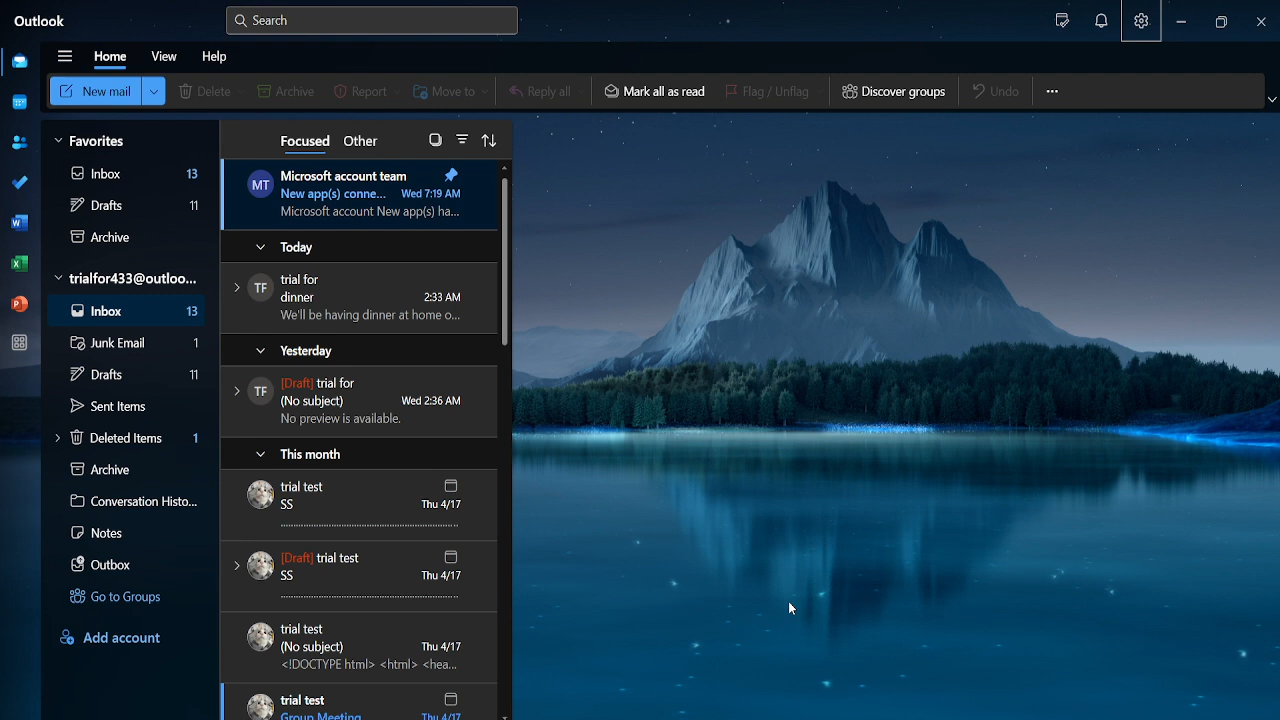 Outlook
Search
Home View Help
New mail Delete Archive Report Move to Reply all Mark all as read Flag / Unflag Discover groups Undo
Favorites
Inbox 13
Drafts 11
Archive
trialfor433@outloo...
Inbox 13
Junk Email 1
Drafts 11
Sent Items
Deleted Items 1
Archive
Conversation Histo...
Notes
Outbox
Go to Groups
Add account
Focused Other
MT Microsoft account team
New app(s) conne... Wed 7:19 AM
Microsoft account New app(s) ha...
Today
TF trial for
dinner 2:33 AM
We'll be having dinner at home o...
Yesterday
TF [Draft] trial for
(No subject) Wed 2:36 AM
No preview is available.
This month
trial test
SS Thu 4/17
[Draft] trial test
SS Thu 4/17
trial test
(No subject) Thu 4/17
<!DOCTYPE html> <html> <hea...
trial test
Group Meeting Thu 4/17